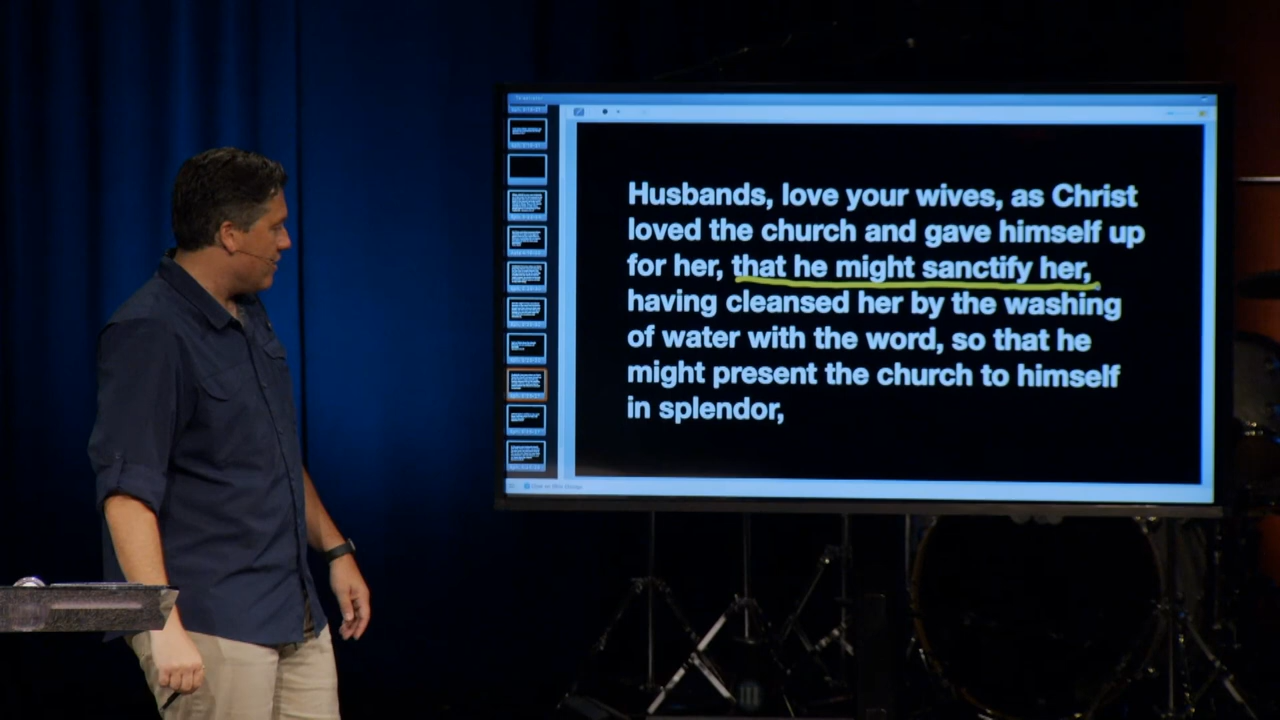 Husbands, love your wives, as Christ
loved the church and gave himself up
for her, that he might sanctify her,
having cleansed her by the washing
of water with the word, so that he
might present the church to himself
in splendor,